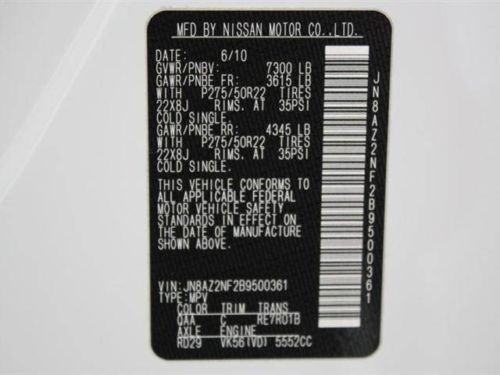 MFD BY NISSAN MOTOR CO.,LTD.
DATE: 6/10
GVWR/PNBV: 7300 LB
GAWR/PNBE FR: 3615 LB
WITH P275/50R22 TIRES
22X8J RIMS. AT 35PSI
COLD SINGLE.
GAWR/PNBE RR: 4345 LB
WITH P275/50R22 TIRES
22X8J RIMS. AT 35PSI
COLD SINGLE.
THIS VEHICLE CONFORMS TO
ALL APPLICABLE FEDERAL
MOTOR VEHICLE SAFETY
STANDARDS IN EFFECT ON
THE DATE OF MANUFACTURE
SHOWN ABOVE.
VIN: JN8AZ2NF2B9500361
TYPE: MPV
COLOR TRIM TRANS
QAA C RE7R01B
AXLE ENGINE
RD29 VK56(VD) 5552CC
JN8AZ2NF2B9500361